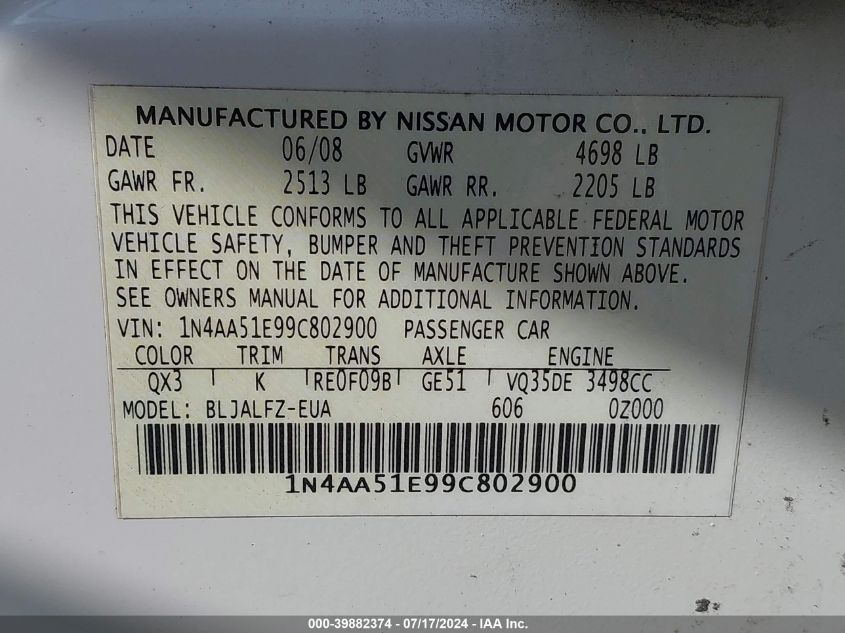 MANUFACTURED BY NISSAN MOTOR CO., LTD.
DATE 06/08 GVWR 4698 LB
GAWR FR. 2513 LB GAWR RR. 2205 LB
THIS VEHICLE CONFORMS TO ALL APPLICABLE FEDERAL MOTOR
VEHICLE SAFETY, BUMPER AND THEFT PREVENTION STANDARDS
IN EFFECT ON THE DATE OF MANUFACTURE SHOWN ABOVE.
SEE OWNERS MANUAL FOR ADDITIONAL INFORMATION.
VIN: 1N4AA51E99C802900 PASSENGER CAR
COLOR TRIM TRANS AXLE ENGINE
QX3 K RE0F09B GE51 VQ35DE 3498CC
MODEL: BLJALFZ-EUA 606 0Z000
1N4AA51E99C802900
000-39882374 - 07/17/2024 - IAA Inc.